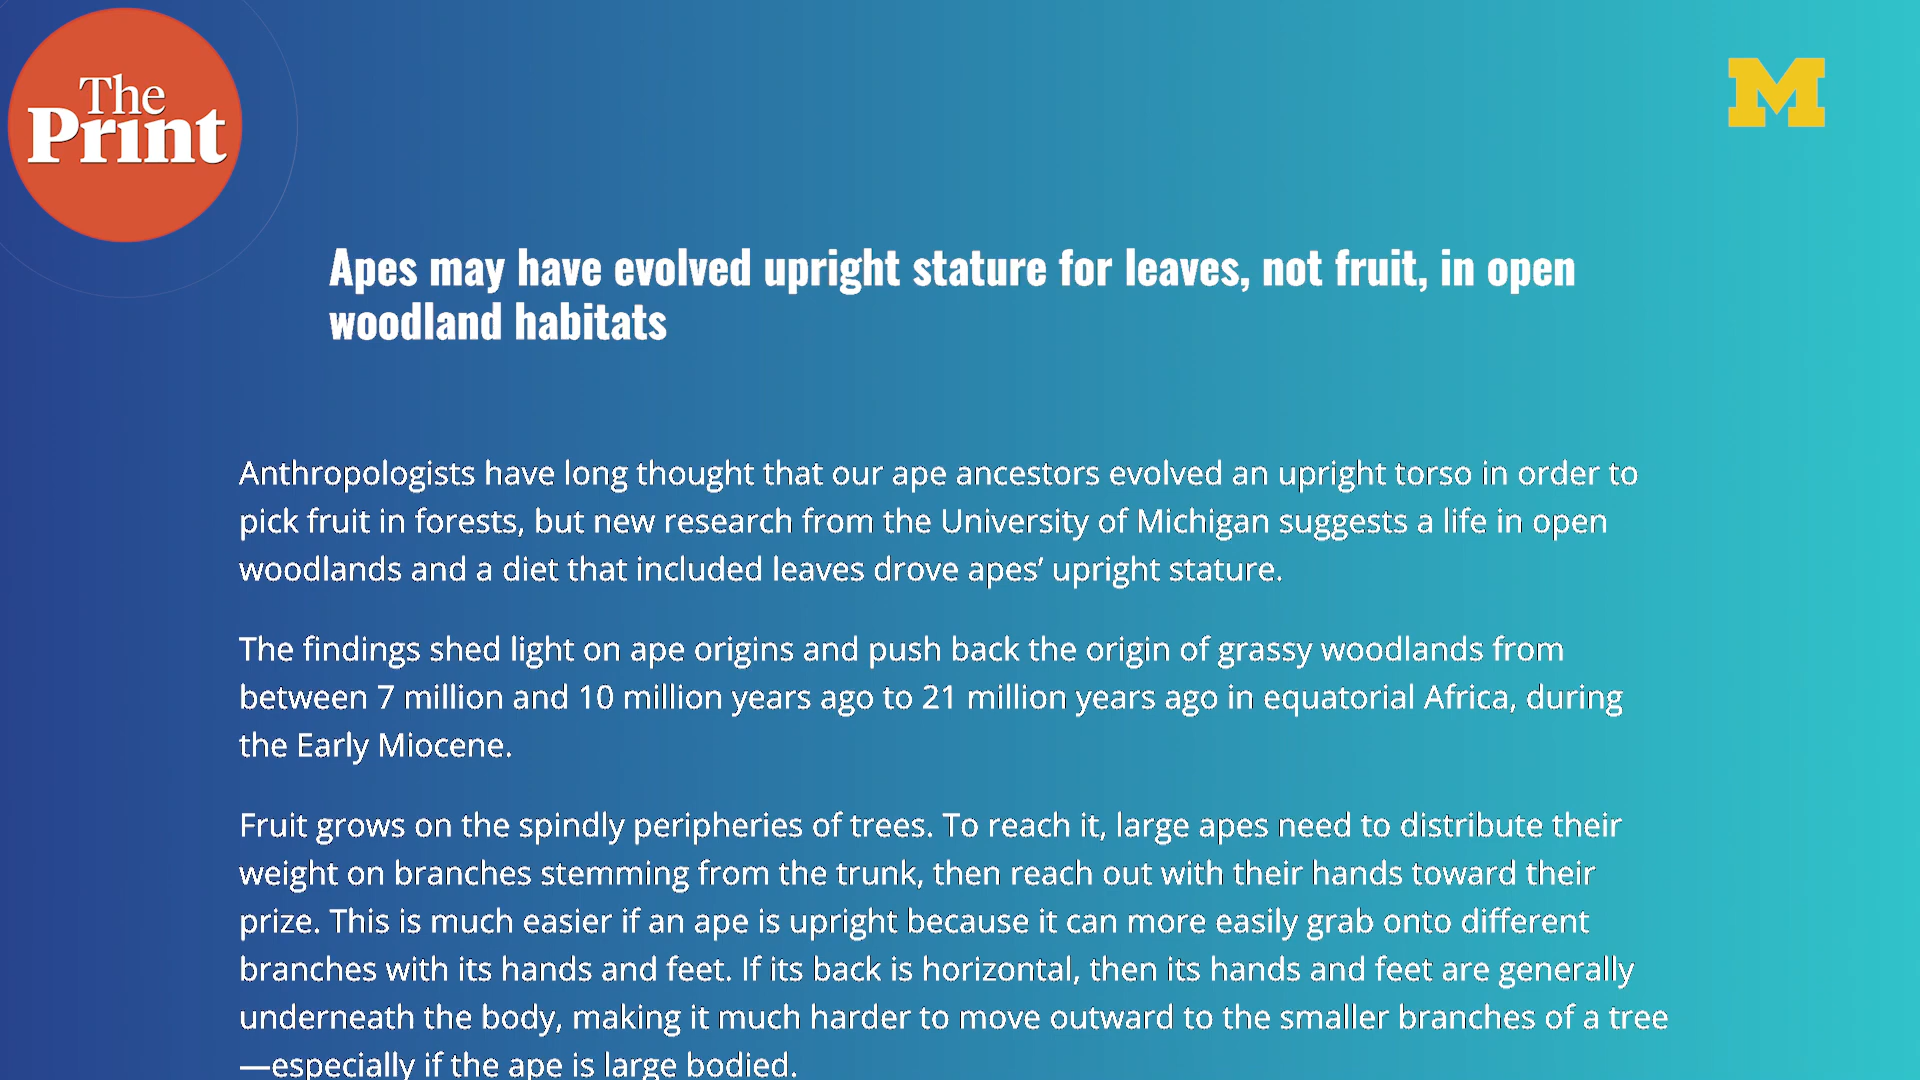 The
Print
M
Apes may have evolved upright stature for leaves, not fruit, in open
woodland habitats
Anthropologists have long thought that our ape ancestors evolved an upright torso in order to
pick fruit in forests, but new research from the University of Michigan suggests a life in open
woodlands and a diet that included leaves drove apes’ upright stature.
The findings shed light on ape origins and push back the origin of grassy woodlands from
between 7 million and 10 million years ago to 21 million years ago in equatorial Africa, during
the Early Miocene.
Fruit grows on the spindly peripheries of trees. To reach it, large apes need to distribute their
weight on branches stemming from the trunk, then reach out with their hands toward their
prize. This is much easier if an ape is upright because it can more easily grab onto different
branches with its hands and feet. If its back is horizontal, then its hands and feet are generally
underneath the body, making it much harder to move outward to the smaller branches of a tree
—especially if the ape is large bodied.